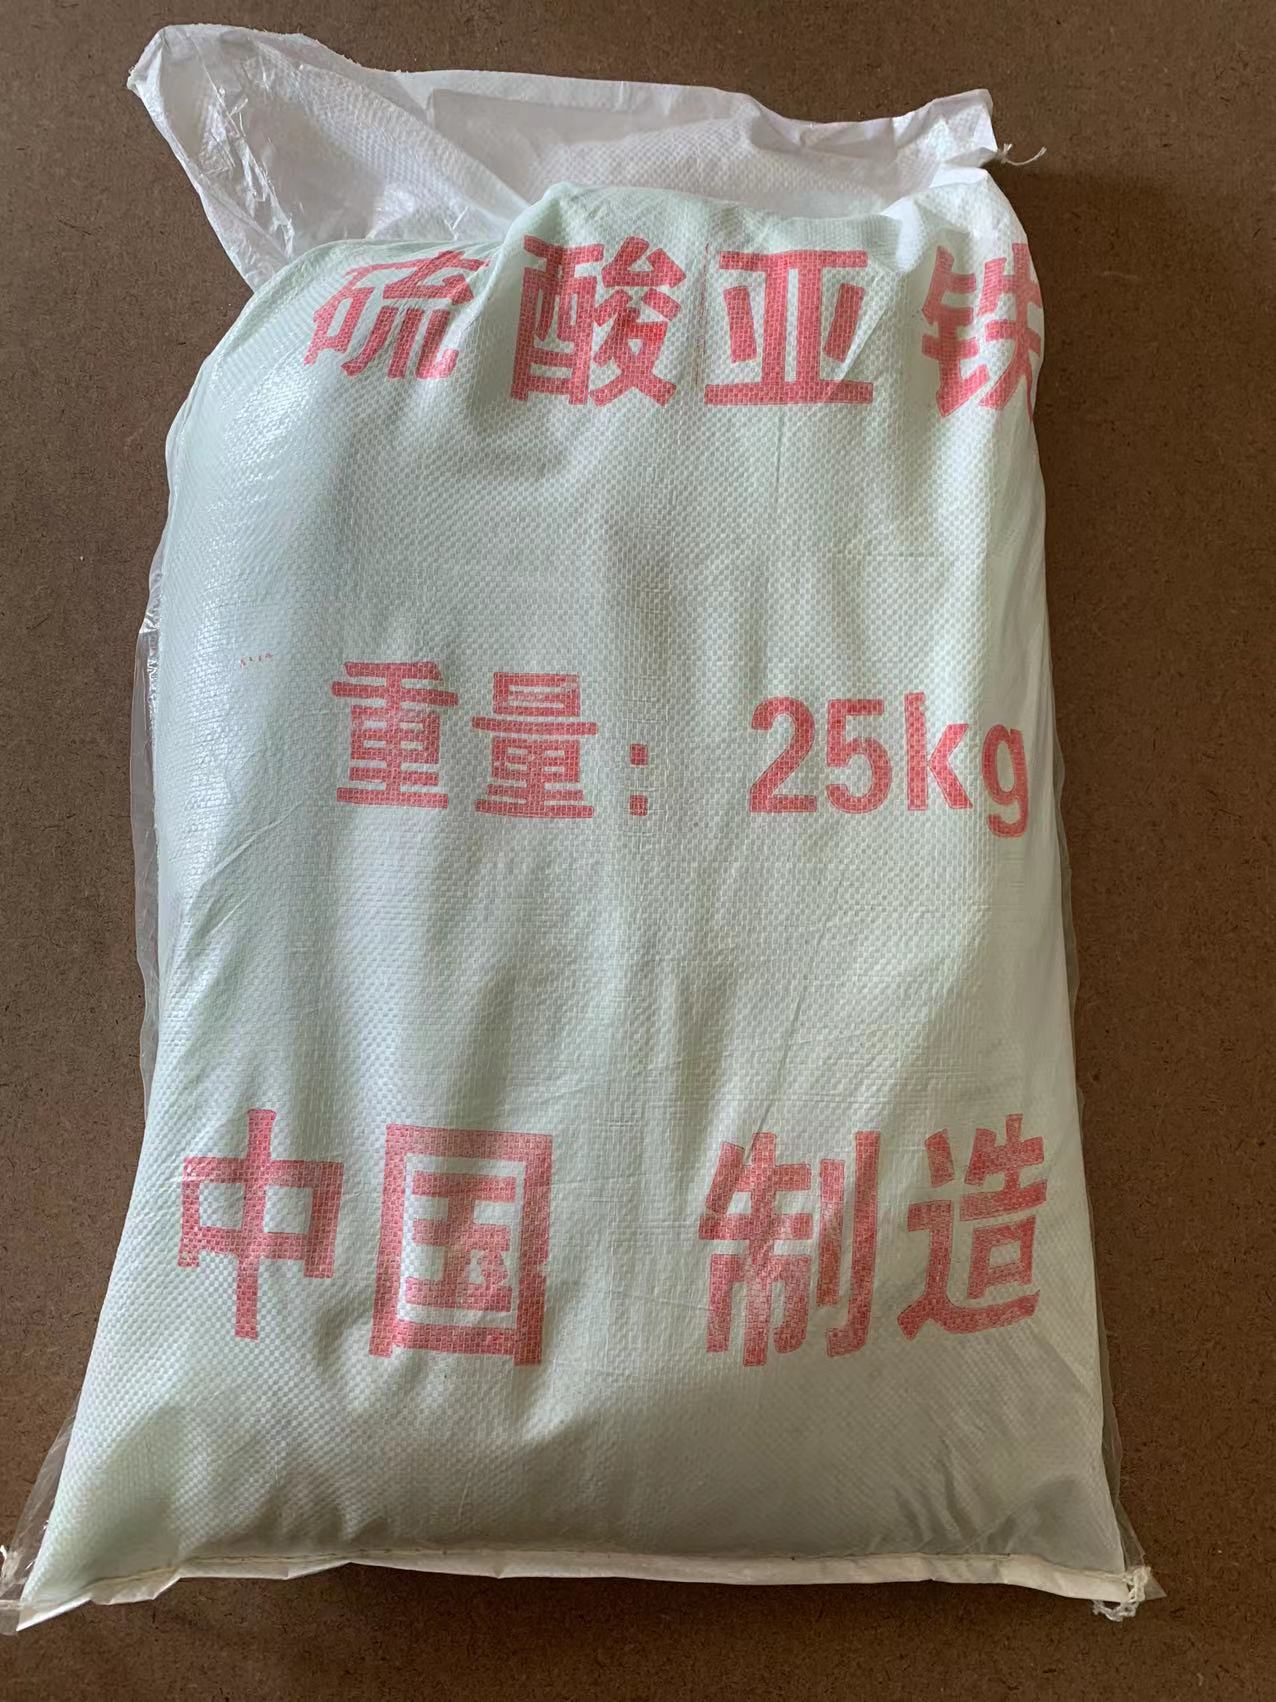 硫酸亚铁
重量：25kg
中国 制造